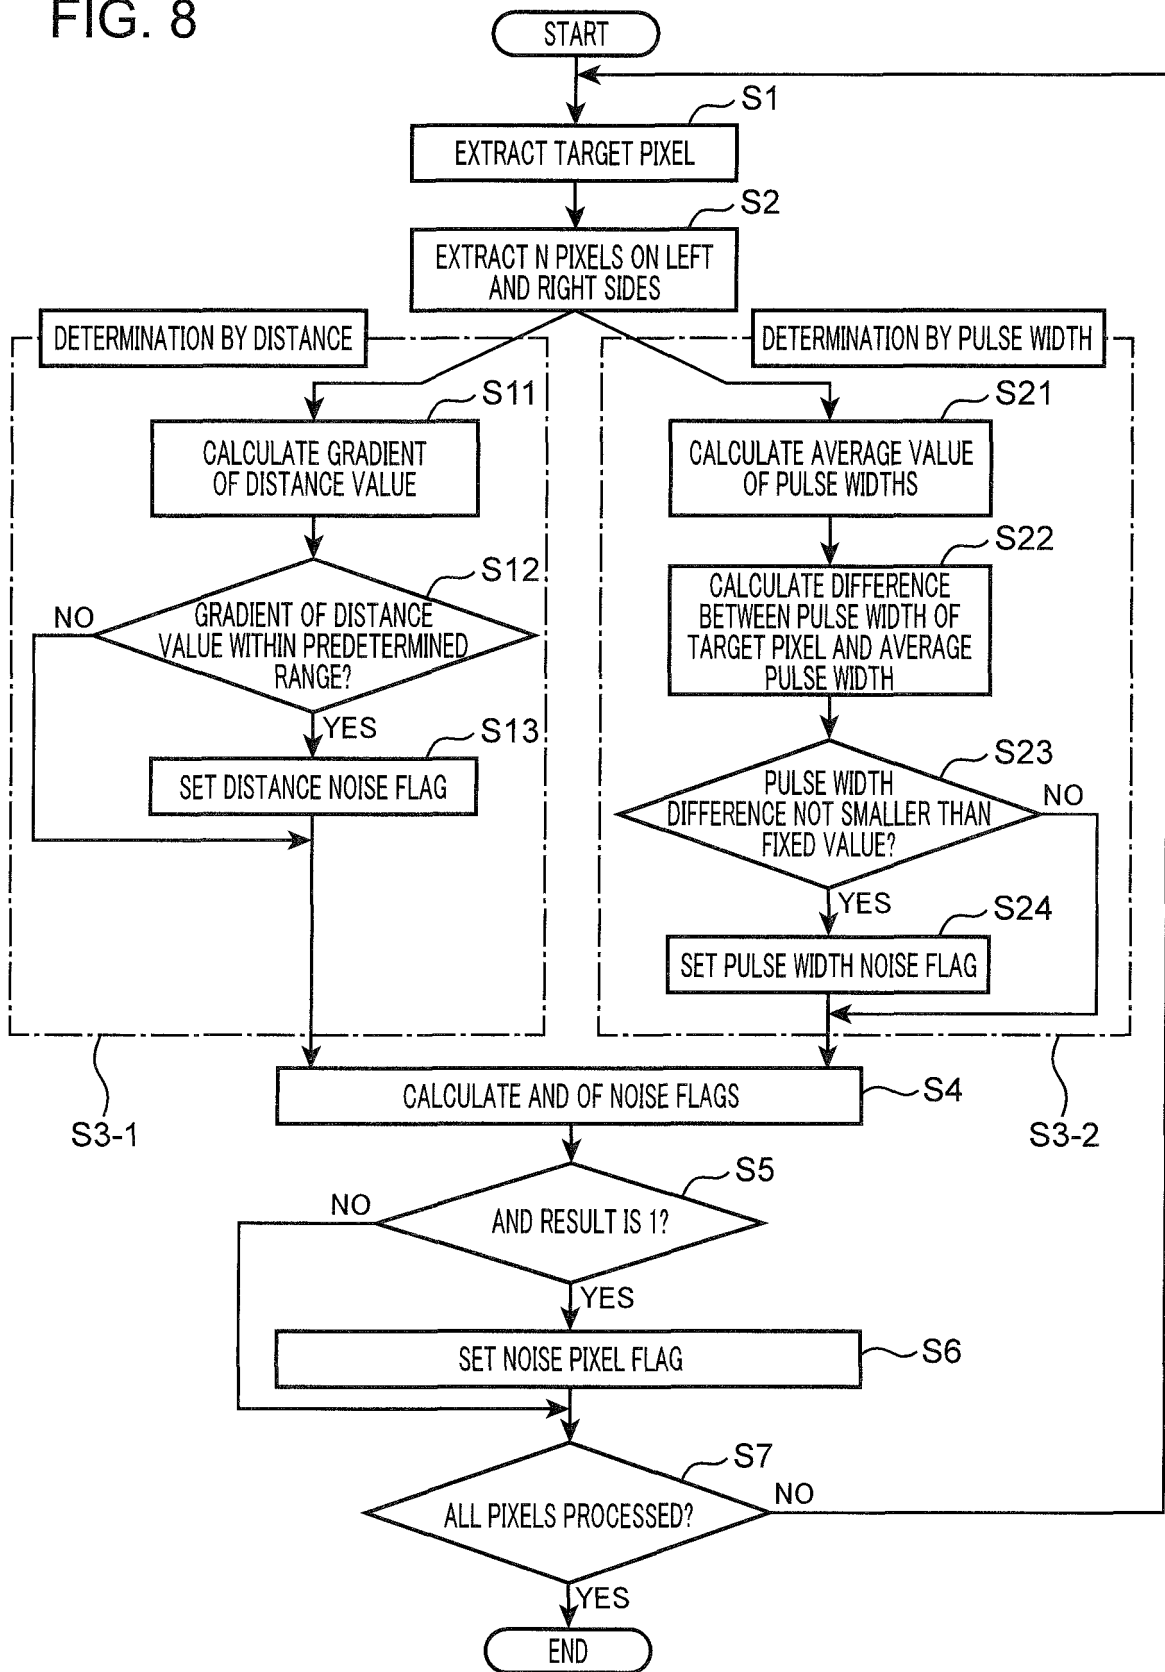 FIG. 8
START
S1
EXTRACT TARGET PIXEL
S2
EXTRACT N PIXELS ON LEFT
AND RIGHT SIDES
DETERMINATION BY DISTANCE
S11
CALCULATE GRADIENT
OF DISTANCE VALUE
S12
GRADIENT OF DISTANCE
VALUE WITHIN PREDETERMINED
RANGE?
NO
YES
S13
SET DISTANCE NOISE FLAG
S3-1
DETERMINATION BY PULSE WIDTH
S21
CALCULATE AVERAGE VALUE
OF PULSE WIDTHS
S22
CALCULATE DIFFERENCE
BETWEEN PULSE WIDTH OF
TARGET PIXEL AND AVERAGE
PULSE WIDTH
S23
PULSE WIDTH
DIFFERENCE NOT SMALLER THAN
FIXED VALUE?
NO
YES
S24
SET PULSE WIDTH NOISE FLAG
S3-2
CALCULATE AND OF NOISE FLAGS
S4
S5
AND RESULT IS 1?
NO
YES
SET NOISE PIXEL FLAG
S6
S7
ALL PIXELS PROCESSED?
NO
YES
END